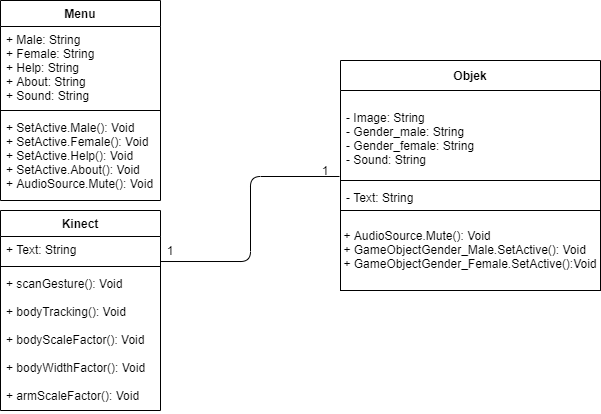 Menu
+ Male: String
+ Female: String
+ Help: String
+ About: String
+ Sound: String
+ SetActive.Male(): Void
+ SetActive.Female(): Void
+ SetActive.Help(): Void
+ SetActive.About(): Void
+ AudioSource.Mute(): Void
Kinect
+ Text: String
+ scanGesture(): Void
+ bodyTracking(): Void
+ bodyScaleFactor(): Void
+ bodyWidthFactor(): Void
+ armScaleFactor(): Void
1
1
Objek
- Image: String
- Gender_male: String
- Gender_female: String
- Sound: String
- Text: String
+ AudioSource.Mute(): Void
+ GameObjectGender_Male.SetActive(): Void
+ GameObjectGender_Female.SetActive():Void